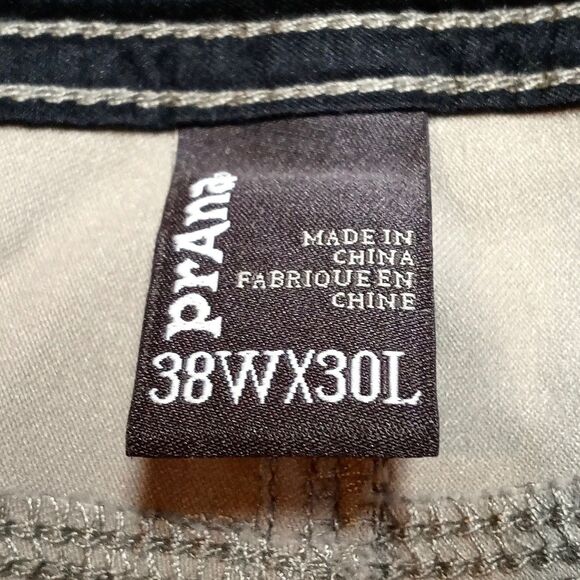 prAna
MADE IN
CHINA
FABRIQUE EN
CHINE
38WX30L